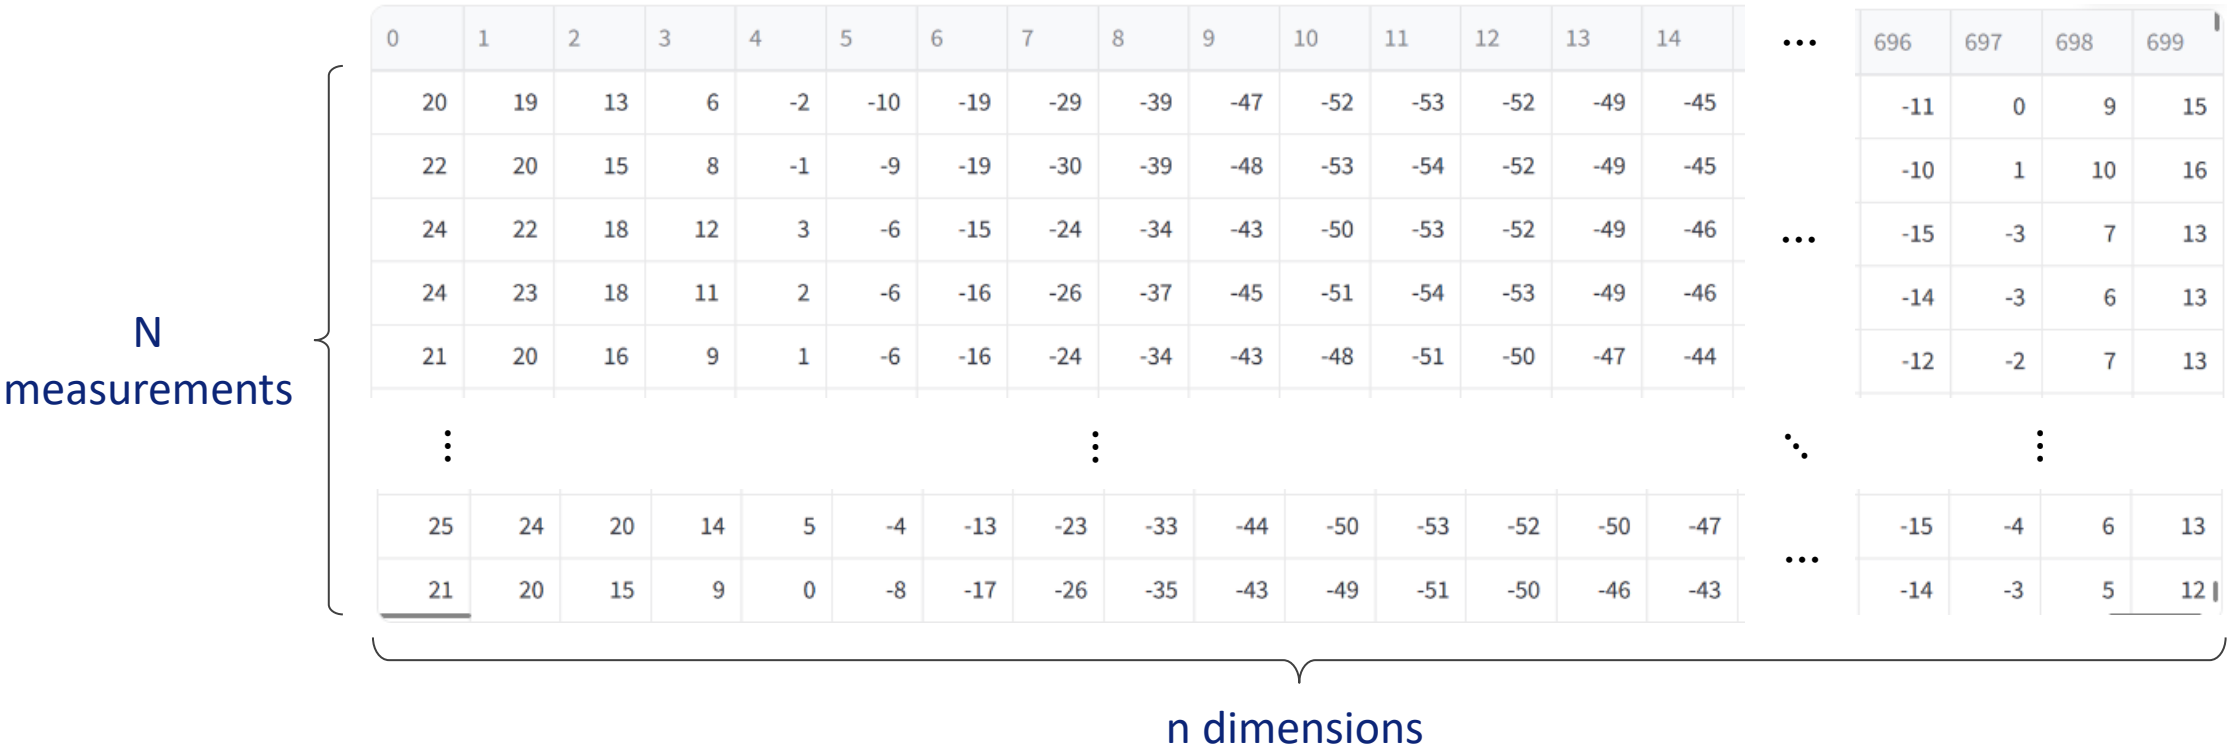 0 1 2 3 4 5 6 7 8 9 10 11 12 13 14 ... 696 697 698 699
20 19 13 6 -2 -10 -19 -29 -39 -47 -52 -53 -52 -49 -45 -11 0 9 15
22 20 15 8 -1 -9 -19 -30 -39 -48 -53 -54 -52 -49 -45 -10 1 10 16
24 22 18 12 3 -6 -15 -24 -34 -43 -50 -53 -52 -49 -46 ... -15 -3 7 13
24 23 18 11 2 -6 -16 -26 -37 -45 -51 -54 -53 -49 -46 -14 -3 6 13
N
21 20 16 9 1 -6 -16 -24 -34 -43 -48 -51 -50 -47 -44 -12 -2 7 13
measurements
⋮ ⋮ ⋱ ⋮
25 24 20 14 5 -4 -13 -23 -33 -44 -50 -53 -52 -50 -47 ... -15 -4 6 13
21 20 15 9 0 -8 -17 -26 -35 -43 -49 -51 -50 -46 -43 -14 -3 5 12
n dimensions